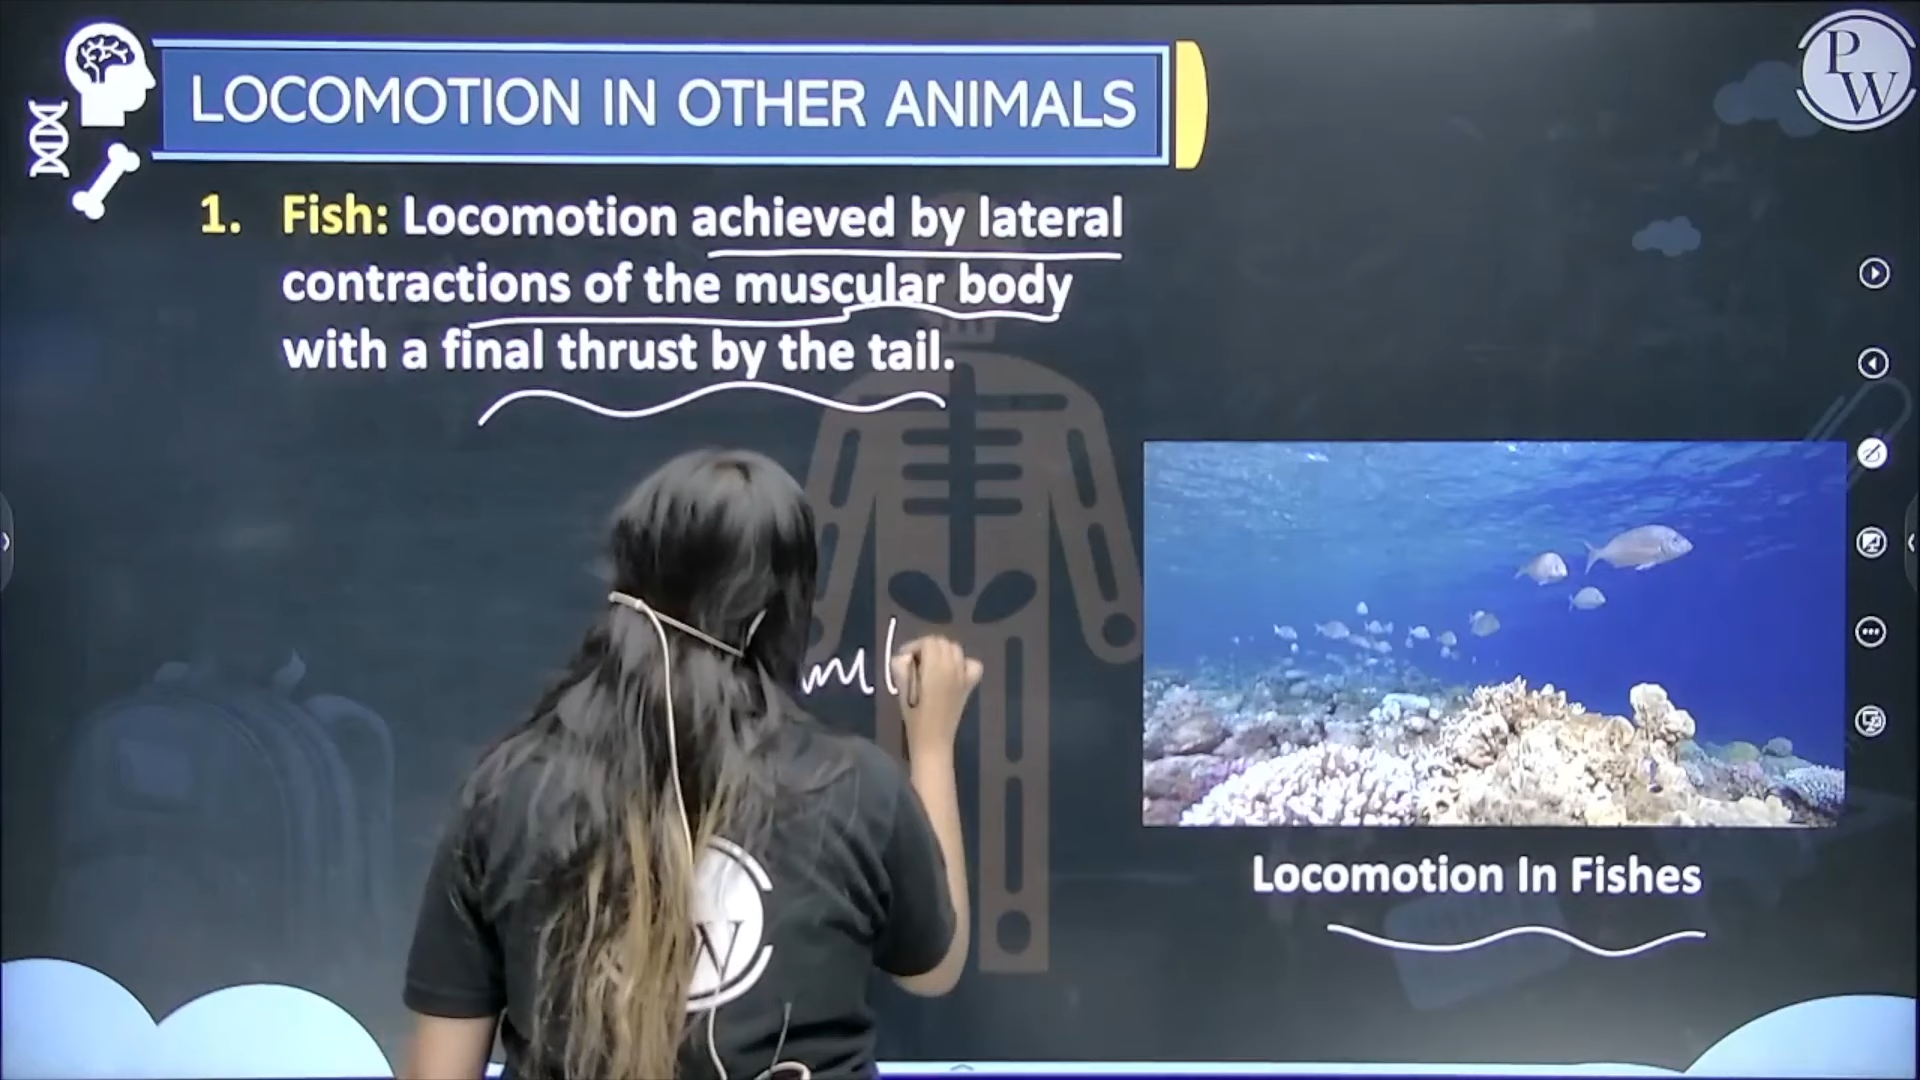 LOCOMOTION IN OTHER ANIMALS
P
W
1. Fish: Locomotion achieved by lateral
contractions of the muscular body
with a final thrust by the tail.
W
Locomotion In Fishes